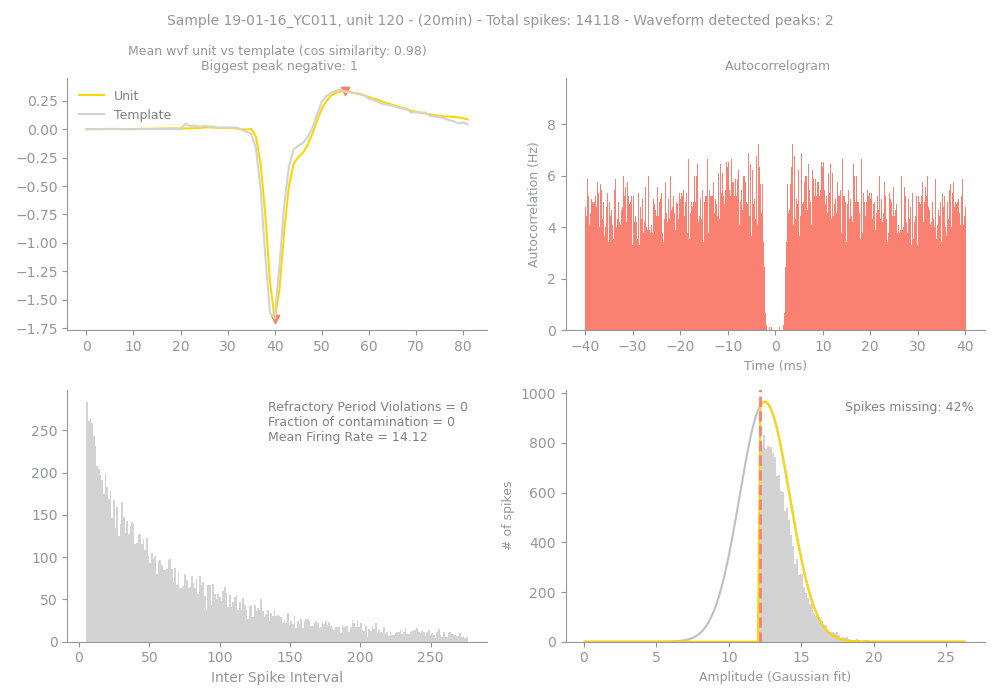 Sample 19-01-16_YC011, unit 120 - (20min) - Total spikes: 14118 - Waveform detected peaks: 2
Mean wvf unit vs template (cos similarity: 0.98)
Biggest peak negative: 1
Unit
Template
0.25
0.00
−0.25
−0.50
−0.75
−1.00
−1.25
−1.50
−1.75
0 10 20 30 40 50 60 70 80
Autocorrelogram
Autocorrelation (Hz)
8
6
4
2
0
−40 −30 −20 −10 0 10 20 30 40
Time (ms)
Refractory Period Violations = 0
Fraction of contamination = 0
Mean Firing Rate = 14.12
250
200
150
100
50
0
0 50 100 150 200 250
Inter Spike Interval
Spikes missing: 42%
# of spikes
1000
800
600
400
200
0
0 5 10 15 20 25
Amplitude (Gaussian fit)